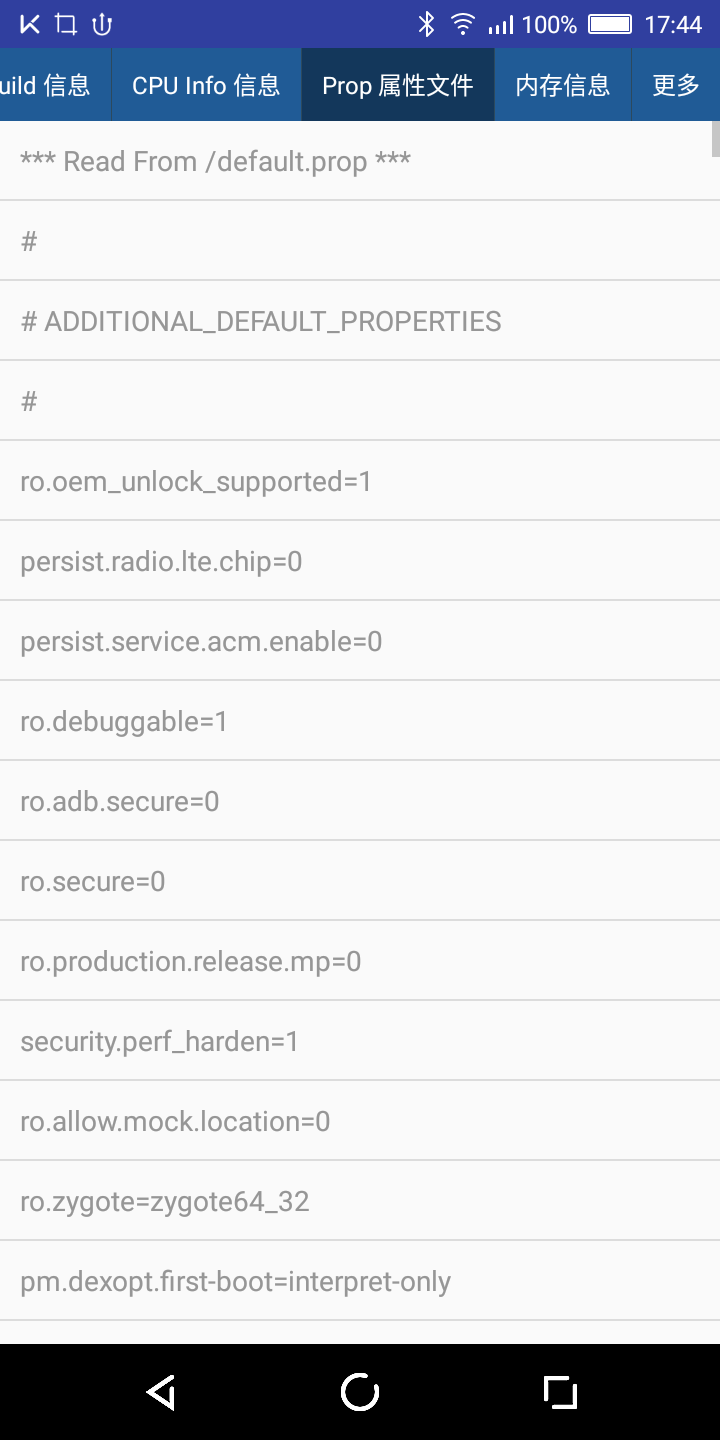 100% 17:44
uild 信息 CPU Info 信息 Prop 属性文件 内存信息 更多
*** Read From /default.prop ***
#
# ADDITIONAL_DEFAULT_PROPERTIES
#
ro.oem_unlock_supported=1
persist.radio.lte.chip=0
persist.service.acm.enable=0
ro.debuggable=1
ro.adb.secure=0
ro.secure=0
ro.production.release.mp=0
security.perf_harden=1
ro.allow.mock.location=0
ro.zygote=zygote64_32
pm.dexopt.first-boot=interpret-only